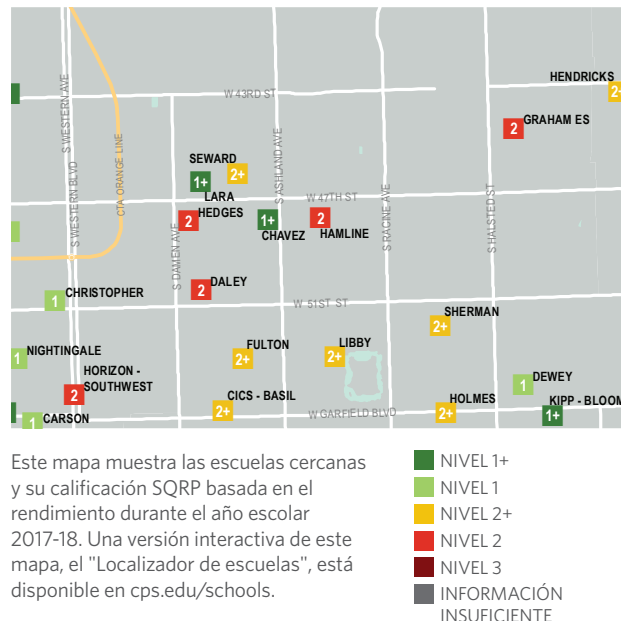 HENDRICKS
2+
W 43RD ST
S WESTERN AVE
CTA ORANGE LINE
S WESTERN BLVD
GRAHAM ES
2
SEWARD
2+
1+
LARA
S ASHLAND AVE
W 47TH ST
HEDGES
2
1+
CHAVEZ
2
HAMLINE
S DAMEN AVE
S RACINE AVE
S HALSTED ST
1
DALEY
2
CHRISTOPHER
1
W 51ST ST
SHERMAN
2+
NIGHTINGALE
1
FULTON
2+
LIBBY
2+
HORIZON -
SOUTHWEST
2
DEWEY
1
CICS - BASIL
2+
HOLMES
2+
KIPP - BLOOM
1+
W GARFIELD BLVD
CARSON
1
Este mapa muestra las escuelas cercanas
y su calificación SQRP basada en el
rendimiento durante el año escolar
2017-18. Una versión interactiva de este
mapa, el "Localizador de escuelas", está
disponible en cps.edu/schools.
NIVEL 1+
NIVEL 1
NIVEL 2+
NIVEL 2
NIVEL 3
INFORMACIÓN
INSUFICIENTE